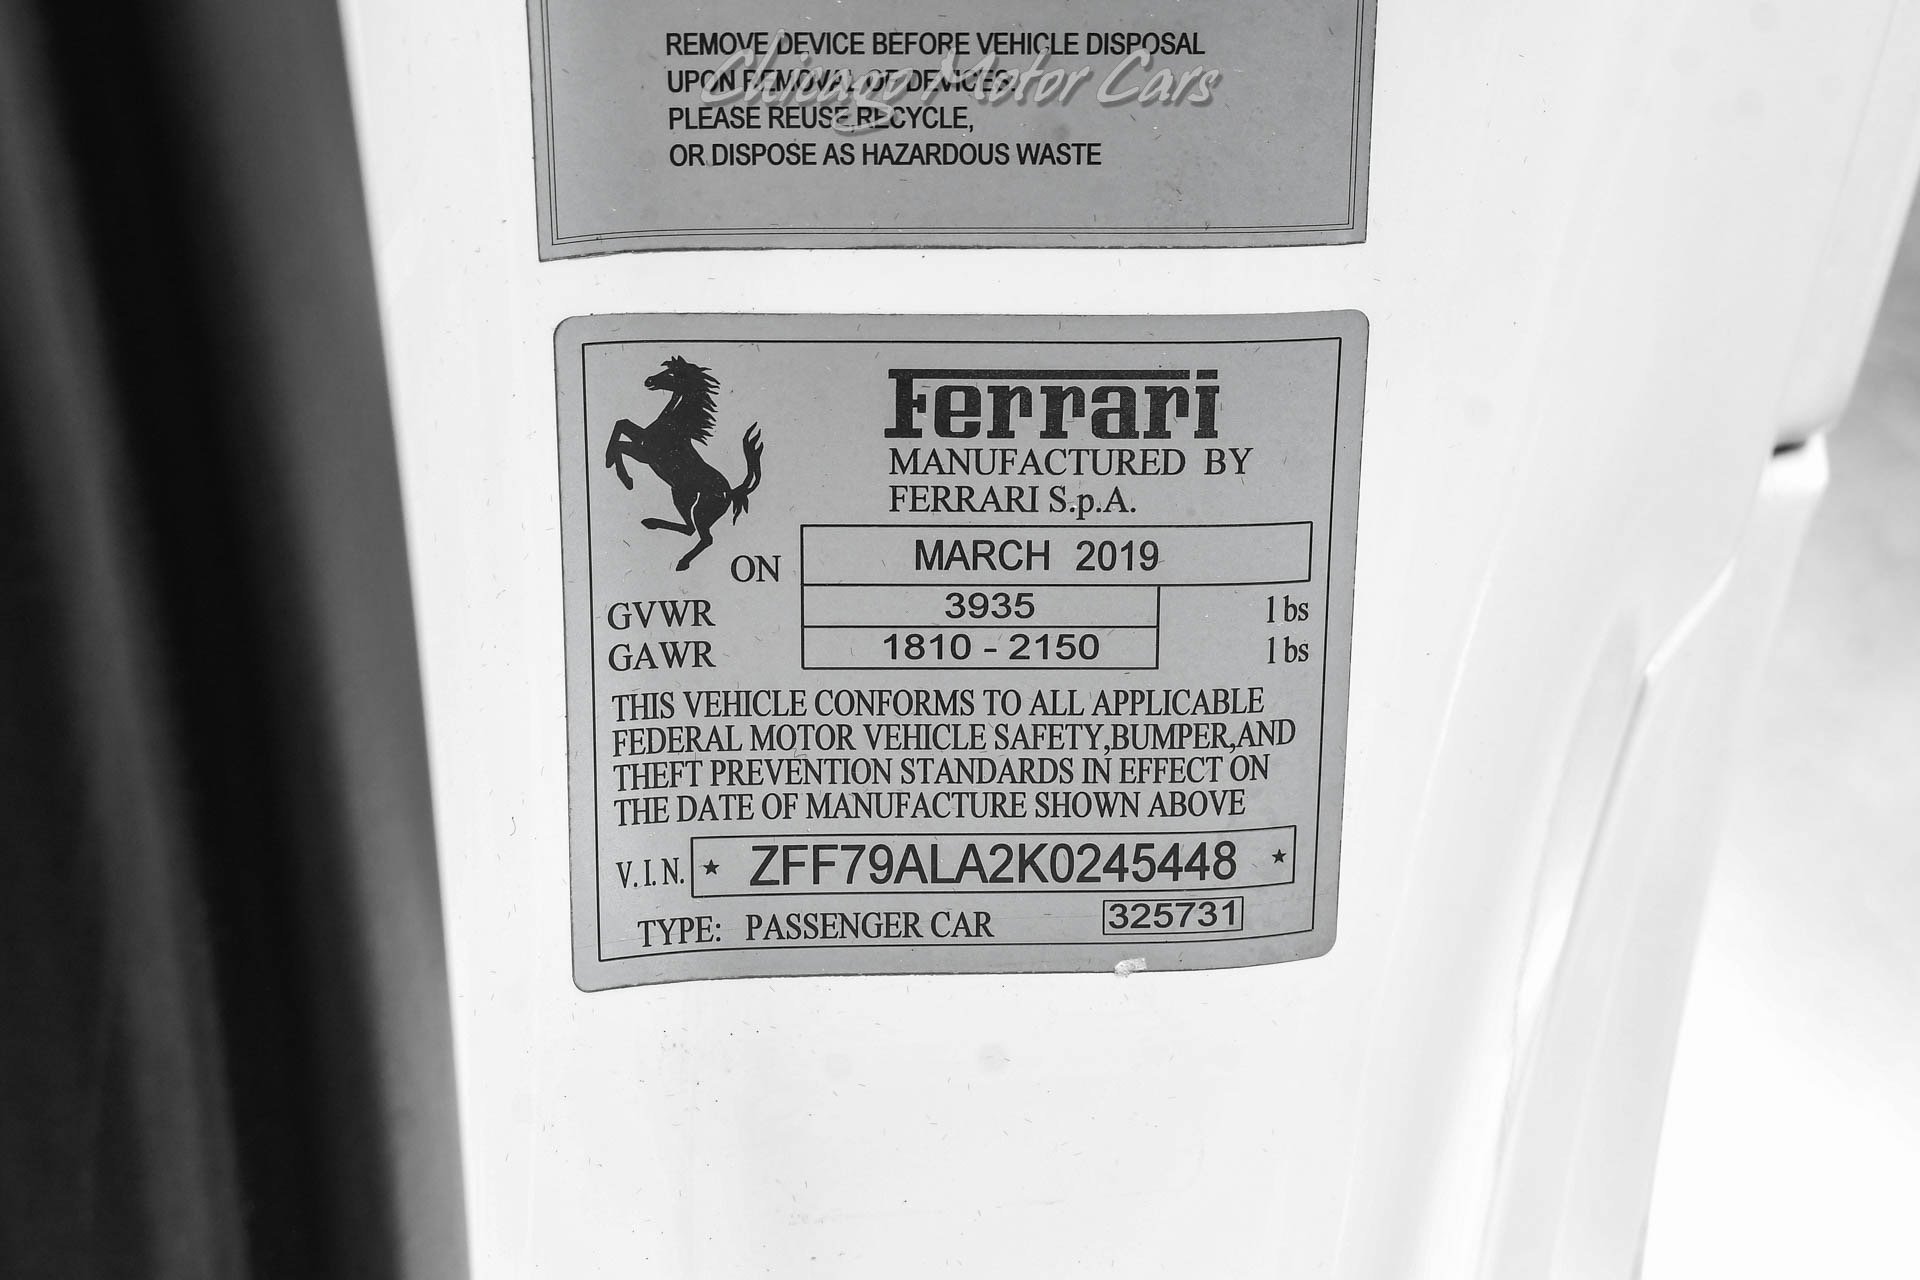 REMOVE DEVICE BEFORE VEHICLE DISPOSAL
Chicago Motor Cars
UPON REMOVAL OF DEVICES:
PLEASE REUSE,RECYCLE,
OR DISPOSE AS HAZARDOUS WASTE
Ferrari
MANUFACTURED BY
FERRARI S.p.A.
ON MARCH 2019
GVWR 3935 lbs
GAWR 1810 - 2150 lbs
THIS VEHICLE CONFORMS TO ALL APPLICABLE
FEDERAL MOTOR VEHICLE SAFETY,BUMPER,AND
THEFT PREVENTION STANDARDS IN EFFECT ON
THE DATE OF MANUFACTURE SHOWN ABOVE
V.I.N. ★ ZFF79ALA2K0245448 ★
TYPE: PASSENGER CAR 325731